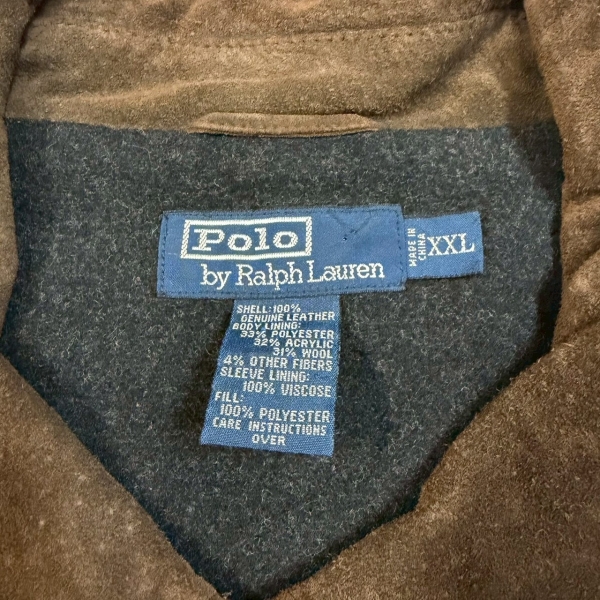 Polo
by Ralph Lauren
MADE IN
CHINA
XXL
SHELL:100%
GENUINE LEATHER
BODY LINING:
33% POLYESTER
32% ACRYLIC
31% WOOL
4% OTHER FIBERS
SLEEVE LINING:
100% VISCOSE
FILL:
100% POLYESTER
CARE INSTRUCTIONS
OVER